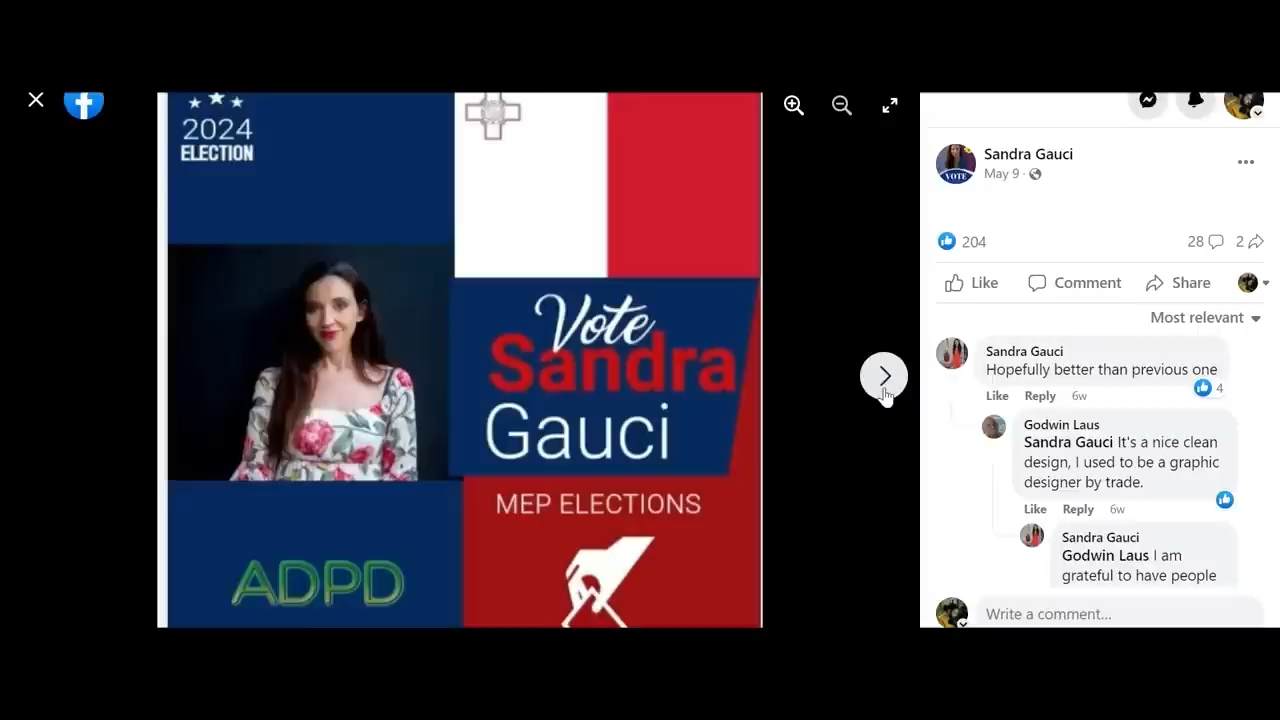 2024
ELECTION
Vote
Sandra
Gauci
MEP ELECTIONS
ADPD
Sandra Gauci
May 9
VOTE
204
28
2
Like
Comment
Share
Most relevant
Sandra Gauci
Hopefully better than previous one
4
Like Reply 6w
Godwin Laus
Sandra Gauci It's a nice clean
design, I used to be a graphic
designer by trade.
Like Reply 6w
Sandra Gauci
Godwin Laus I am
grateful to have people
Write a comment...